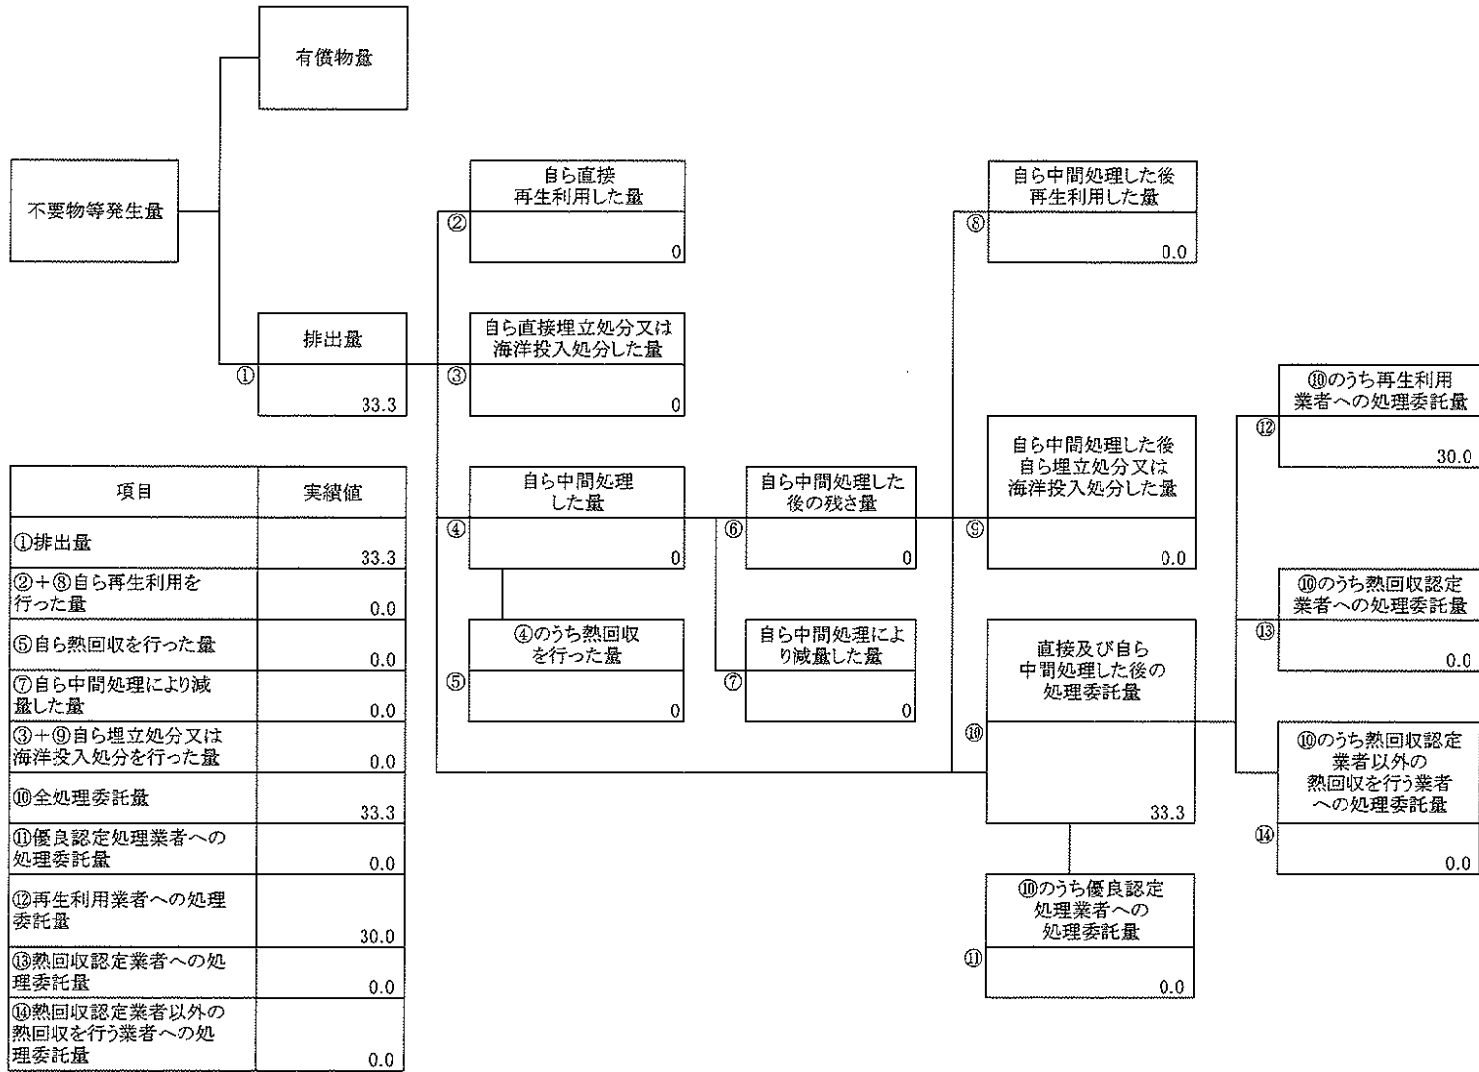 有償物量
不要物等発生量
排出量
①
33.3
自ら直接
再生利用した量
②
0
自ら直接埋立処分又は
海洋投入処分した量
③
0
自ら中間処理
した量
④
0
④のうち熱回収
を行った量
⑤
0
自ら中間処理した
後の残さ量
⑥
0
自ら中間処理によ
り減量した量
⑦
0
自ら中間処理した後
再生利用した量
⑧
0.0
自ら中間処理した後
自ら埋立処分又は
海洋投入処分した量
⑨
0.0
直接及び自ら
中間処理した後の
処理委託量
⑩
33.3
⑩のうち優良認定
処理業者への
処理委託量
⑪
0.0
⑩のうち再生利用
業者への処理委託量
⑫
30.0
⑩のうち熱回収認定
業者への処理委託量
⑬
0.0
⑩のうち熱回収認定
業者以外の
熱回収を行う業者
への処理委託量
⑭
0.0
項目 実績値
①排出量
33.3
②+⑧自ら再生利用を
行った量
0.0
⑤自ら熱回収を行った量
0.0
⑦自ら中間処理により減
量した量
0.0
③+⑨自ら埋立処分又は
海洋投入処分を行った量
0.0
⑩全処理委託量
33.3
⑪優良認定処理業者への
処理委託量
0.0
⑫再生利用業者への処理
委託量
30.0
⑬熱回収認定業者への処
理委託量
0.0
⑭熱回収認定業者以外の
熱回収を行う業者への処
理委託量
0.0